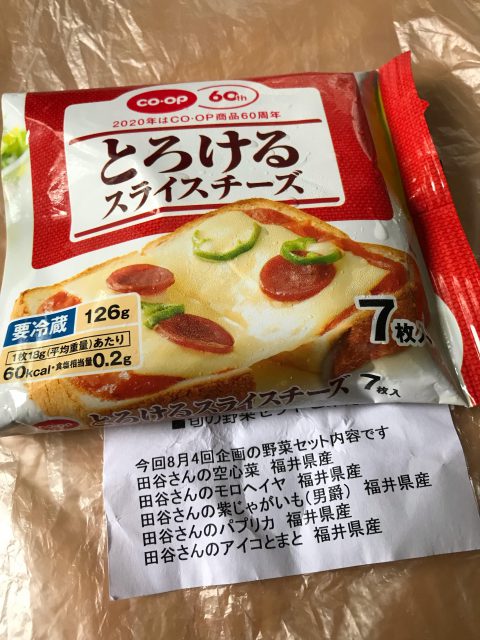 CO·OP 60th
2020年はCO·OP商品60周年
とろける
スライスチーズ
要冷蔵 126g
1枚18g(平均重量)あたり
60kcal・食塩相当量0.2g
7枚入
とろけるスライスチーズ 7枚入
■旬の野菜セット
今回8月4回企画の野菜セット内容です
田谷さんの空心菜 福井県産
田谷さんのモロヘイヤ 福井県産
田谷さんの紫じゃがいも(男爵) 福井県産
田谷さんのパプリカ 福井県産
田谷さんのアイコとまと 福井県産